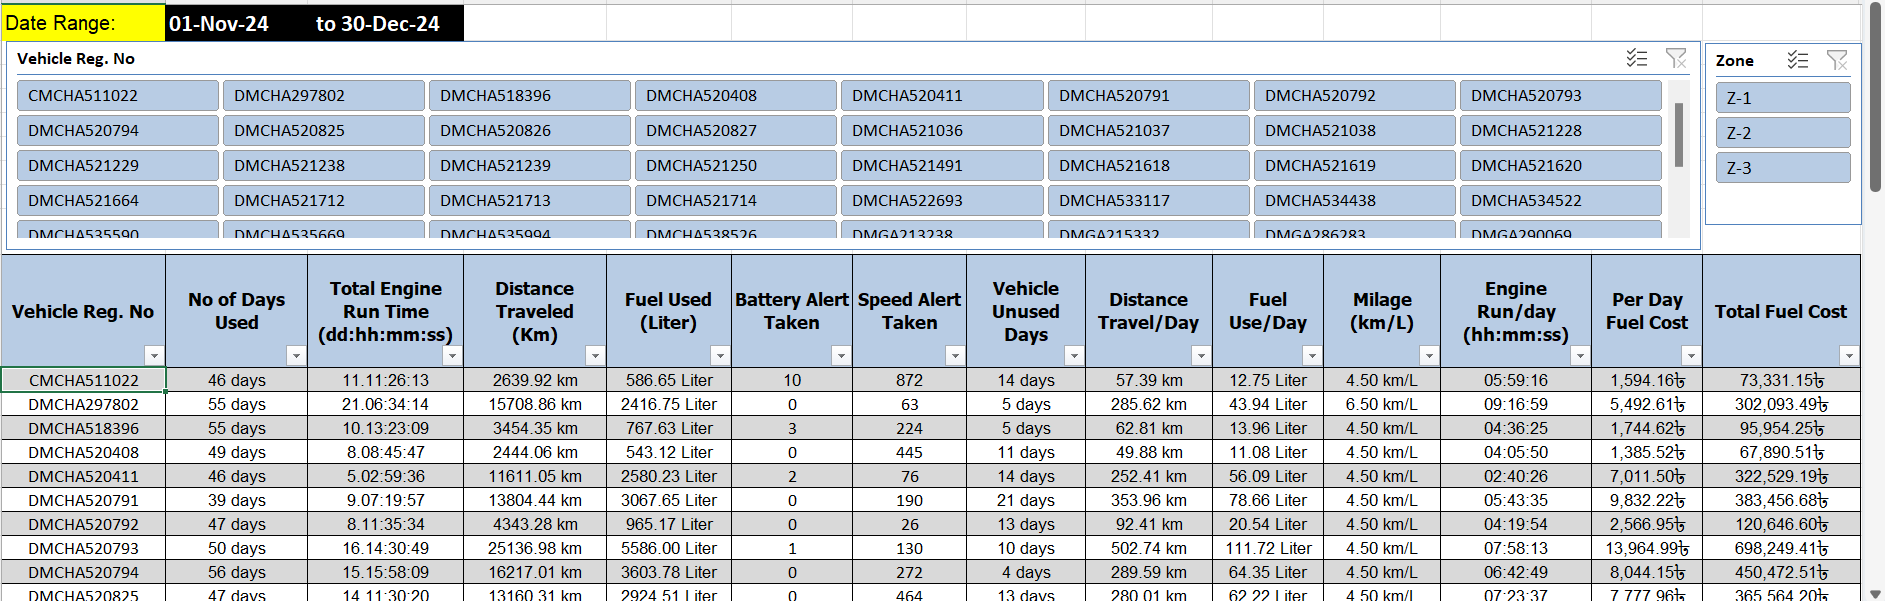 Date Range: 01-Nov-24 to 30-Dec-24
Vehicle Reg. No
Zone
CMCHA511022 DMCHA297802 DMCHA518396 DMCHA520408 DMCHA520411 DMCHA520791 DMCHA520792 DMCHA520793
Z-1
DMCHA520794 DMCHA520825 DMCHA520826 DMCHA520827 DMCHA521036 DMCHA521037 DMCHA521038 DMCHA521228
Z-2
DMCHA521229 DMCHA521238 DMCHA521239 DMCHA521250 DMCHA521491 DMCHA521618 DMCHA521619 DMCHA521620
Z-3
DMCHA521664 DMCHA521712 DMCHA521713 DMCHA521714 DMCHA522693 DMCHA533117 DMCHA534438 DMCHA534522
DMCHA535590 DMCHA535669 DMCHA535994 DMCHA538526 DMGA213238 DMGA215332 DMGA286283 DMGA290069
Vehicle Reg. No
No of Days
Used
Total Engine
Run Time
(dd:hh:mm:ss)
Distance
Traveled
(Km)
Fuel Used
(Liter)
Battery Alert
Taken
Speed Alert
Taken
Vehicle
Unused
Days
Distance
Travel/Day
Fuel
Use/Day
Milage
(km/L)
Engine
Run/day
(hh:mm:ss)
Per Day
Fuel Cost
Total Fuel Cost
CMCHA511022 46 days 11.11:26:13 2639.92 km 586.65 Liter 10 872 14 days 57.39 km 12.75 Liter 4.50 km/L 05:59:16 1,594.16৳ 73,331.15৳
DMCHA297802 55 days 21.06:34:14 15708.86 km 2416.75 Liter 0 63 5 days 285.62 km 43.94 Liter 6.50 km/L 09:16:59 5,492.61৳ 302,093.49৳
DMCHA518396 55 days 10.13:23:09 3454.35 km 767.63 Liter 3 224 5 days 62.81 km 13.96 Liter 4.50 km/L 04:36:25 1,744.62৳ 95,954.25৳
DMCHA520408 49 days 8.08:45:47 2444.06 km 543.12 Liter 0 445 11 days 49.88 km 11.08 Liter 4.50 km/L 04:05:50 1,385.52৳ 67,890.51৳
DMCHA520411 46 days 5.02:59:36 11611.05 km 2580.23 Liter 2 76 14 days 252.41 km 56.09 Liter 4.50 km/L 02:40:26 7,011.50৳ 322,529.19৳
DMCHA520791 39 days 9.07:19:57 13804.44 km 3067.65 Liter 0 190 21 days 353.96 km 78.66 Liter 4.50 km/L 05:43:35 9,832.22৳ 383,456.68৳
DMCHA520792 47 days 8.11:35:34 4343.28 km 965.17 Liter 0 26 13 days 92.41 km 20.54 Liter 4.50 km/L 04:19:54 2,566.95৳ 120,646.60৳
DMCHA520793 50 days 16.14:30:49 25136.98 km 5586.00 Liter 1 130 10 days 502.74 km 111.72 Liter 4.50 km/L 07:58:13 13,964.99৳ 698,249.41৳
DMCHA520794 56 days 15.15:58:09 16217.01 km 3603.78 Liter 0 272 4 days 289.59 km 64.35 Liter 4.50 km/L 06:42:49 8,044.15৳ 450,472.51৳
DMCHA520825 47 days 14.11:30:20 13160.31 km 2924.51 Liter 0 464 13 days 280.01 km 62.22 Liter 4.50 km/L 07:23:37 7,777.96৳ 365,564.20৳